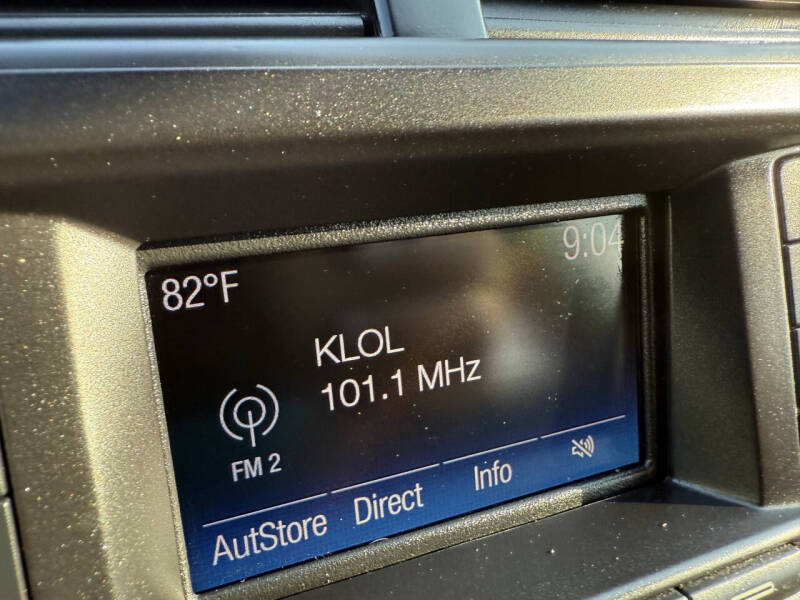 82°F 9:04
KLOL
101.1 MHz
FM 2
AutStore Direct Info